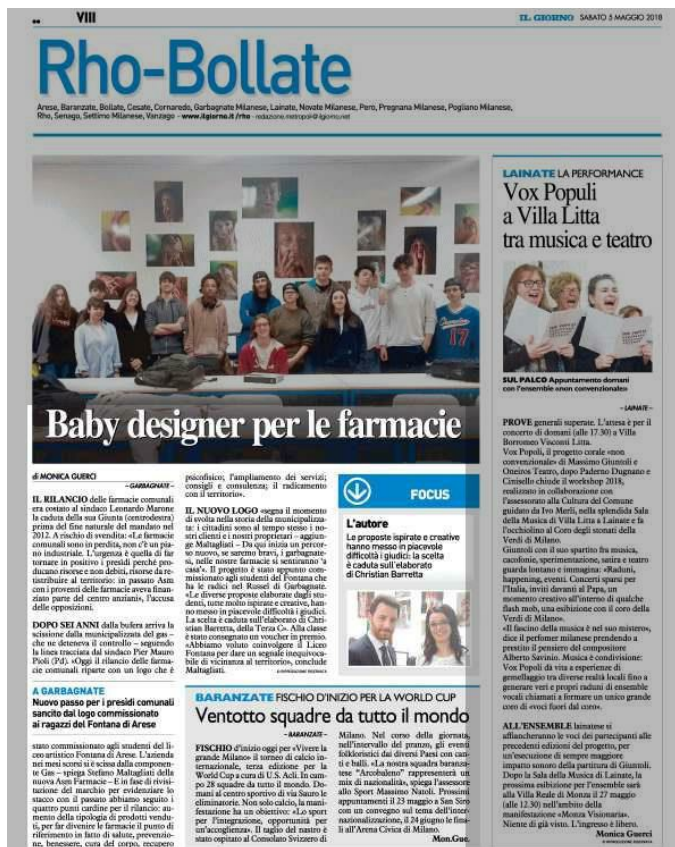 VIII
IL GIORNO SABATO 5 MAGGIO 2018
Rho-Bollate
Arese, Baranzate, Bollate, Cesate, Cornaredo, Garbagnate Milanese, Lainate, Novate Milanese, Pero, Pregnana Milanese, Pogliano Milanese,
Rho, Senago, Settimo Milanese, Vanzago - www.ilgiorno.it/rho - redazione.metropoli@ilgiorno.net
Baby designer per le farmacie
di MONICA GUERCI
– GARBAGNATE –
IL RILANCIO delle farmacie comunali
era costato al sindaco Leonardo Marone
la caduta della sua Giunta (centrodestra)
prima del fine naturale del mandato nel
2012. A rischio di svendita: «Le farmacie
comunali sono in perdita, non c'è un pia-
no industriale. L'urgenza è quella di far
tornare in positivo i presidi perché pro-
ducano risorse e non debiti, risorse da re-
distribuire al territorio: in passato Asm
con i proventi delle farmacie aveva finan-
ziato parte del centro anziani», l'accusa
delle opposizioni.
DOPO SEI ANNI dalla bufera arriva la
scissione dalla municipalizzata del gas –
che ne deteneva il controllo – seguendo
la linea tracciata dal sindaco Pier Mauro
Pioli (Pd). «Oggi il rilancio delle farma-
cie comunali riparte con un logo che è
A GARBAGNATE
Nuovo passo per i presidi comunali
sancito dal logo commissionato
ai ragazzi del Fontana di Arese
stato commissionato agli studenti del li-
ceo artistico Fontana di Arese. L'azienda
nei mesi scorsi si è scissa dalla componen-
te Gas – spiega Stefano Maltagliati della
nuova Asm Farmacie – E in fase di rivisi-
tazione del marchio per evidenziare lo
stacco con il passato abbiamo seguito i
quattro punti cardine per il rilancio: au-
mento della tipologia di prodotti vendu-
ti, per far divenire le farmacie il punto di
riferimento in fatto di salute, prevenzio-
ne, benessere, cura del corpo, recupero
psicofisico; l'ampliamento dei servizi;
consigli e consulenza; il radicamento
con il territorio».
IL NUOVO LOGO «segna il momento
di svolta nella storia della municipalizza-
ta: i cittadini sono al tempo stesso i no-
stri clienti e i nostri proprietari – aggiun-
ge Maltagliati – Da qui inizia un percor-
so nuovo, se saremo bravi, i garbagnate-
si, nelle nostre farmacie si sentiranno 'a
casa'». Il progetto è stato appunto com-
missionato agli studenti del Fontana che
ha le radici nel Russel di Garbagnate.
«Le diverse proposte elaborate dagli stu-
denti, tutte molto ispirate e creative, han-
no messo in piacevole difficoltà i giudici.
La scelta è caduta sull'elaborato di Chri-
stian Barretta, della Terza C». Alla classe
è stato consegnato un voucher in premio.
«Abbiamo voluto coinvolgere il Liceo
Fontana per dare un segnale inequivoca-
bile di vicinanza al territorio», conclude
Maltagliati.
© RIPRODUZIONE RISERVATA
FOCUS
L'autore
Le proposte ispirate e creative
hanno messo in piacevole
difficoltà i giudici: la scelta
è caduta sull'elaborato
di Christian Barretta
BARANZATE FISCHIO D'INIZIO PER LA WORLD CUP
Ventotto squadre da tutto il mondo
– BARANZATE –
FISCHIO d'inizio oggi per «Vivere la
grande Milano» il torneo di calcio in-
ternazionale, terza edizione per la
World Cup a cura di U.S. Acli. In cam-
po 28 squadre da tutto il mondo. Do-
mani al centro sportivo di via Sauro le
eliminatorie. Non solo calcio, la mani-
festazione ha un obiettivo: «Lo sport
per l'integrazione, opportunità per
un'accoglienza». Il taglio del nastro è
stato ospitato al Consolato Svizzero di
Milano. Nel corso della giornata,
nell'intervallo del pranzo, gli eventi
folkloristici dai diversi Paesi con can-
ti e balli. «La nostra squadra baranza-
tese "Arcobaleno" rappresenterà un
mix di nazionalità», spiega l'assessore
allo Sport Massimo Nazoli. Prossimi
appuntamenti il 23 maggio a San Siro
con un convegno sul tema dell'inter-
nazionalizzazione, il 24 giugno le fina-
li all'Arena Civica di Milano.
Mon.Gue.
LAINATE LA PERFORMANCE
Vox Populi
a Villa Litta
tra musica e teatro
SUL PALCO Appuntamento domani
con l'ensemble «non convenzionale»
– LAINATE –
PROVE generali superate. L'attesa è per il
concerto di domani (alle 17.30) a Villa
Borromeo Visconti Litta.
Vox Populi, il progetto corale «non
convenzionale» di Massimo Giuntoli e
Oneiros Teatro, dopo Paderno Dugnano e
Cinisello chiude il workshop 2018,
realizzato in collaborazione con
l'assessorato alla Cultura del Comune
guidato da Ivo Merli, nella splendida Sala
della Musica di Villa Litta a Lainate e fa
l'occhiolino al Coro degli stonati della
Verdi di Milano.
Giuntoli con il suo spartito fra musica,
cacofonie, sperimentazione, satira e teatro
guarda lontano e immagina: «Raduni,
happening, eventi. Concerti sparsi per
l'Italia, inviti davanti al Papa, un
momento creativo all'interno di qualche
flash mob, una esibizione con il coro della
Verdi di Milano».
«Il fascino della musica è nel suo mistero»,
dice il perfomer milanese prendendo a
prestito il pensiero del compositore
Alberto Savinio. Musica è condivisione:
Vox Populi dà vita a esperienze di
gemellaggio tra diverse realtà locali fino a
generare veri e propri raduni di ensemble
vocali chiamati a formare un unico grande
coro di «voci fuori dal coro».
ALL'ENSEMBLE lainatese si
affiancheranno le voci dei partecipanti alle
precedenti edizioni del progetto, per
un'esecuzione di sempre maggiore
impatto sonoro della partitura di Giuntoli.
Dopo la Sala della Musica di Lainate, la
prossima esibizione per l'ensemble sarà
alla Villa Reale di Monza il 27 maggio
(alle 12.30) nell'ambito della
manifestazione «Monza Visionaria».
Niente di già visto. L'ingresso è libero.
Monica Guerci
© RIPRODUZIONE RISERVATA